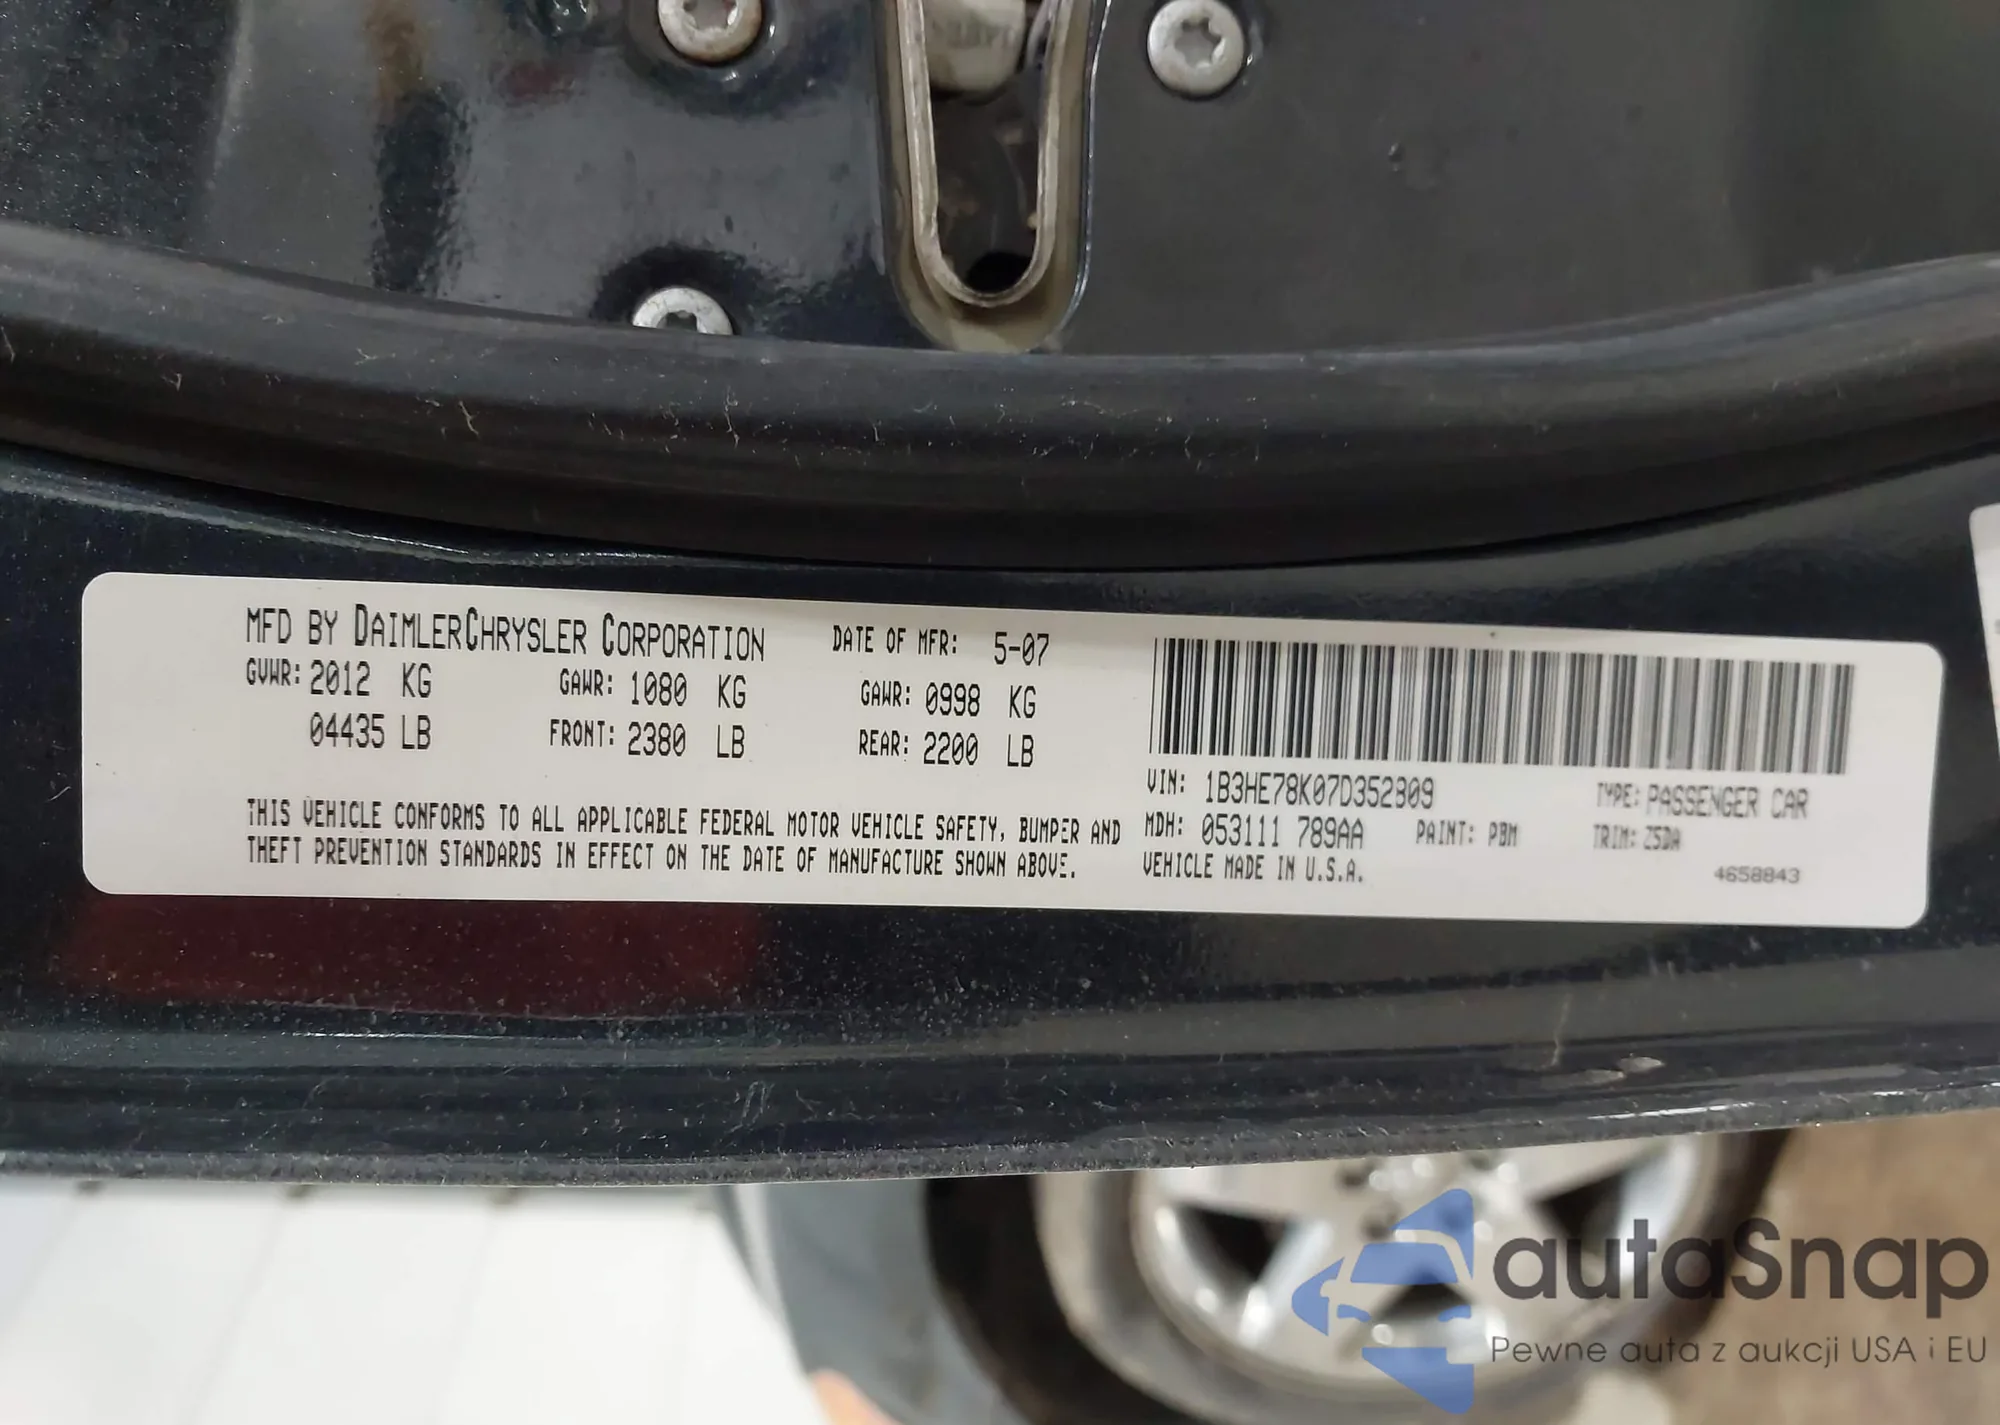 MFD BY DAIMLERCHRYSLER CORPORATION DATE OF MFR: 5-07
GVWR: 2012 KG GAWR: 1080 KG GAWR: 0998 KG
04435 LB FRONT: 2380 LB REAR: 2200 LB
THIS VEHICLE CONFORMS TO ALL APPLICABLE FEDERAL MOTOR VEHICLE SAFETY, BUMPER AND
THEFT PREVENTION STANDARDS IN EFFECT ON THE DATE OF MANUFACTURE SHOWN ABOVE.
VIN: TYPE: PASSENGER CAR
MDH: 053111 789AA PAINT: PBM TRIM: Z5DA
VEHICLE MADE IN U.S.A.
4658843
autaSnap
Pewne auta z aukcji USA i EU